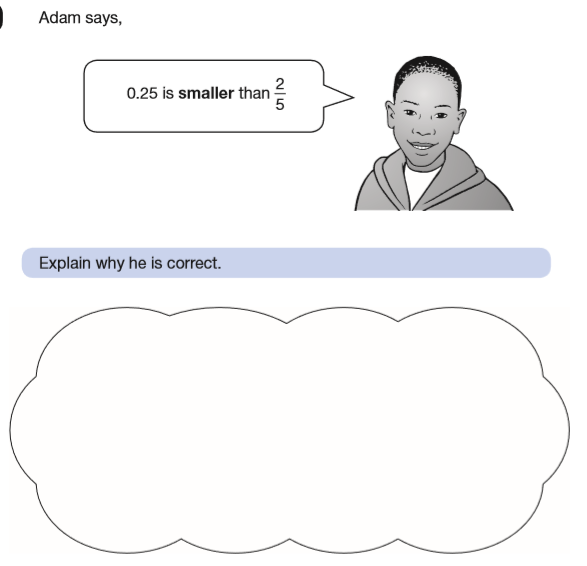 Adam says,
0.25 is smaller than 2/5
Explain why he is correct.